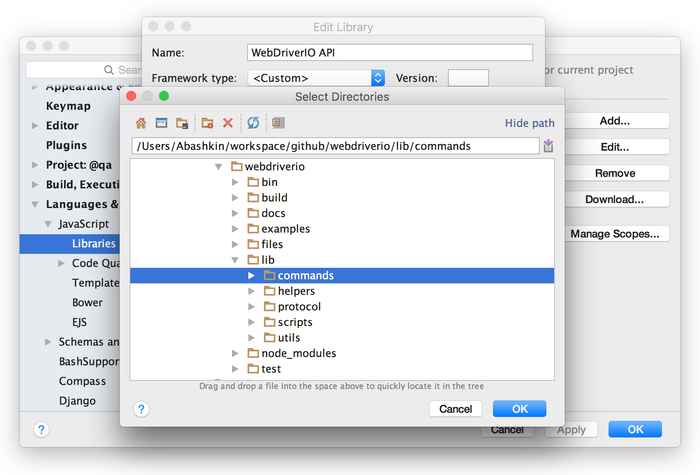 Edit Library
Name:
WebDriverIO API
Framework type:
<Custom>
Version:
Sear
or current project
Select Directories
Hide path
/Users/Abashkin/workspace/github/webdriverio/lib/commands
webdriverio
bin
build
docs
examples
files
lib
commands
helpers
protocol
scripts
utils
node_modules
test
Drag and drop a file into the space above to quickly locate it in the tree
?
Cancel
OK
Appearance &
Keymap
Editor
Plugins
Project: @qa
Build, Executi
Languages &
JavaScript
Libraries
Code Qua
Template
Bower
EJS
Schemas an
BashSuppor
Compass
Django
Add...
Edit...
Remove
Download...
Manage Scopes...
?
Cancel
Apply
OK